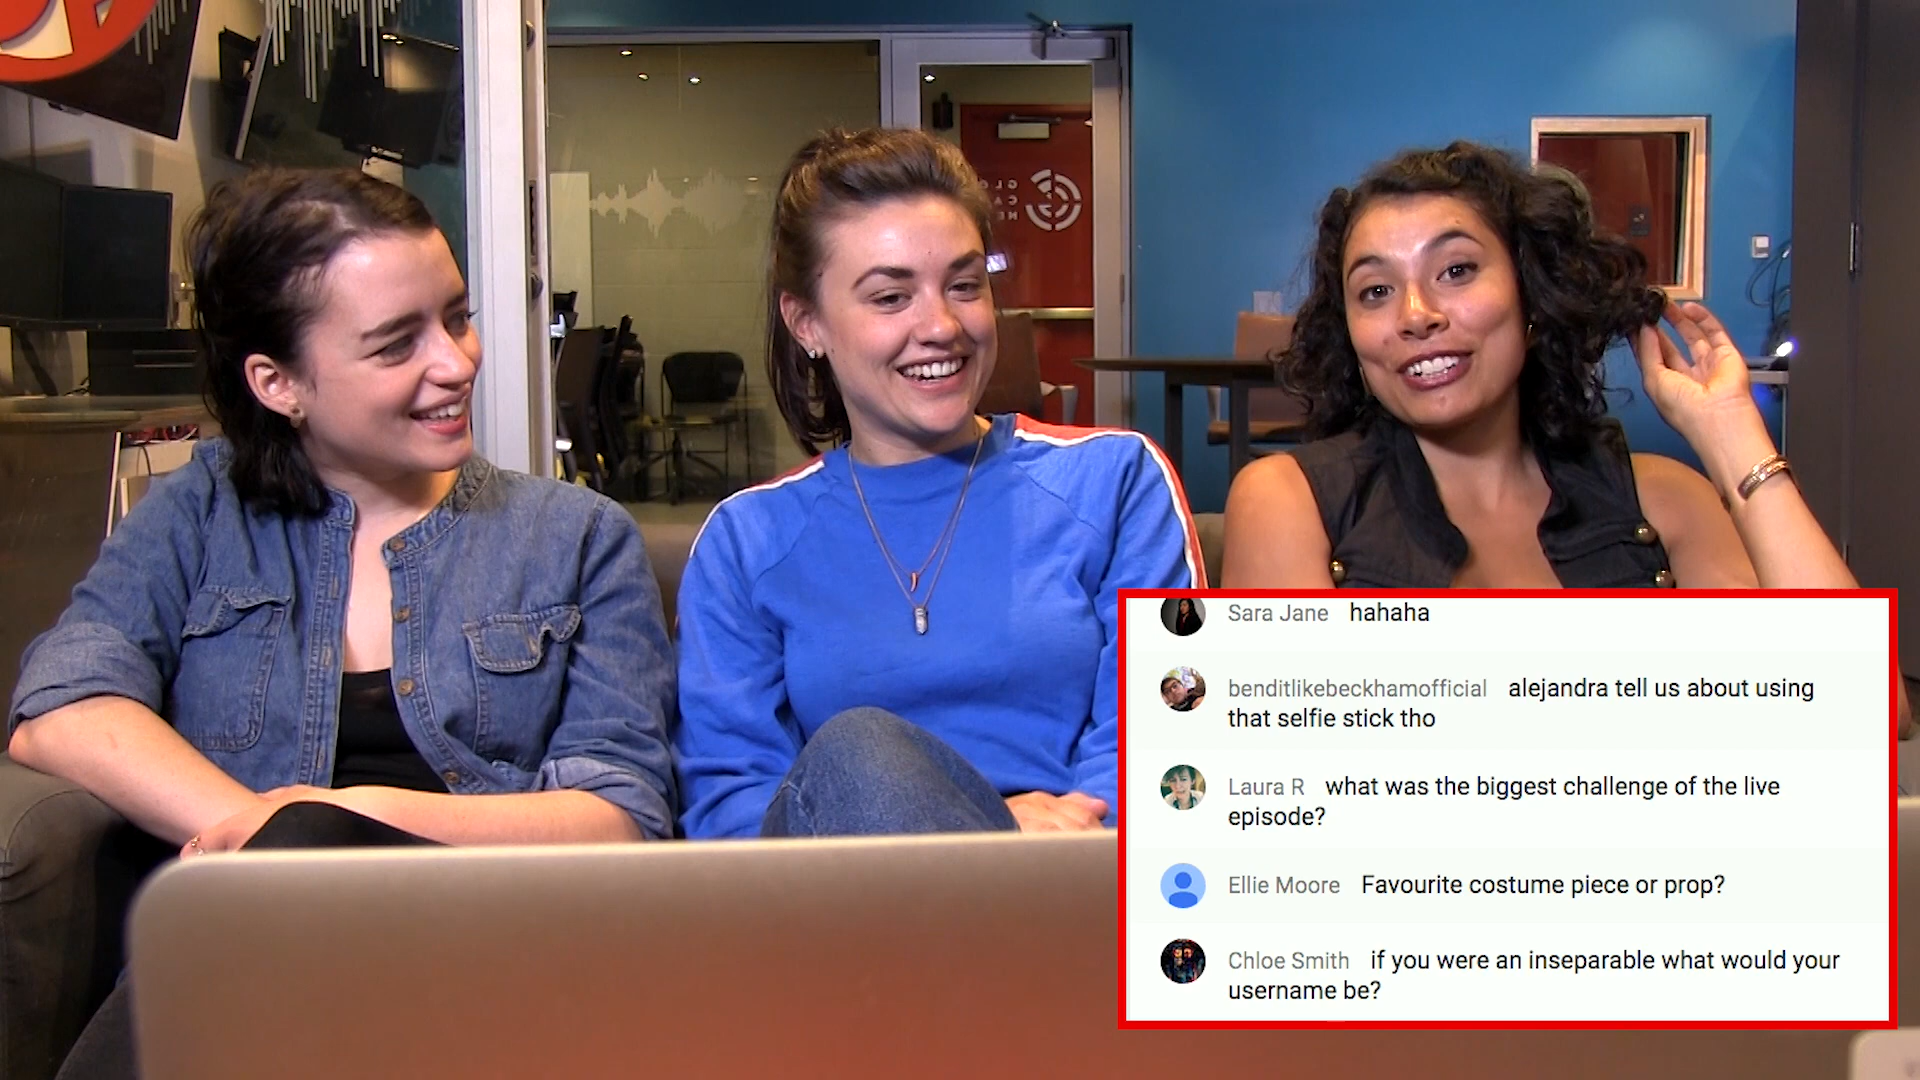 Sara Jane hahaha
benditlikebeckhamofficial alejandra tell us about using
that selfie stick tho
Laura R what was the biggest challenge of the live
episode?
Ellie Moore Favourite costume piece or prop?
Chloe Smith if you were an inseparable what would your
username be?